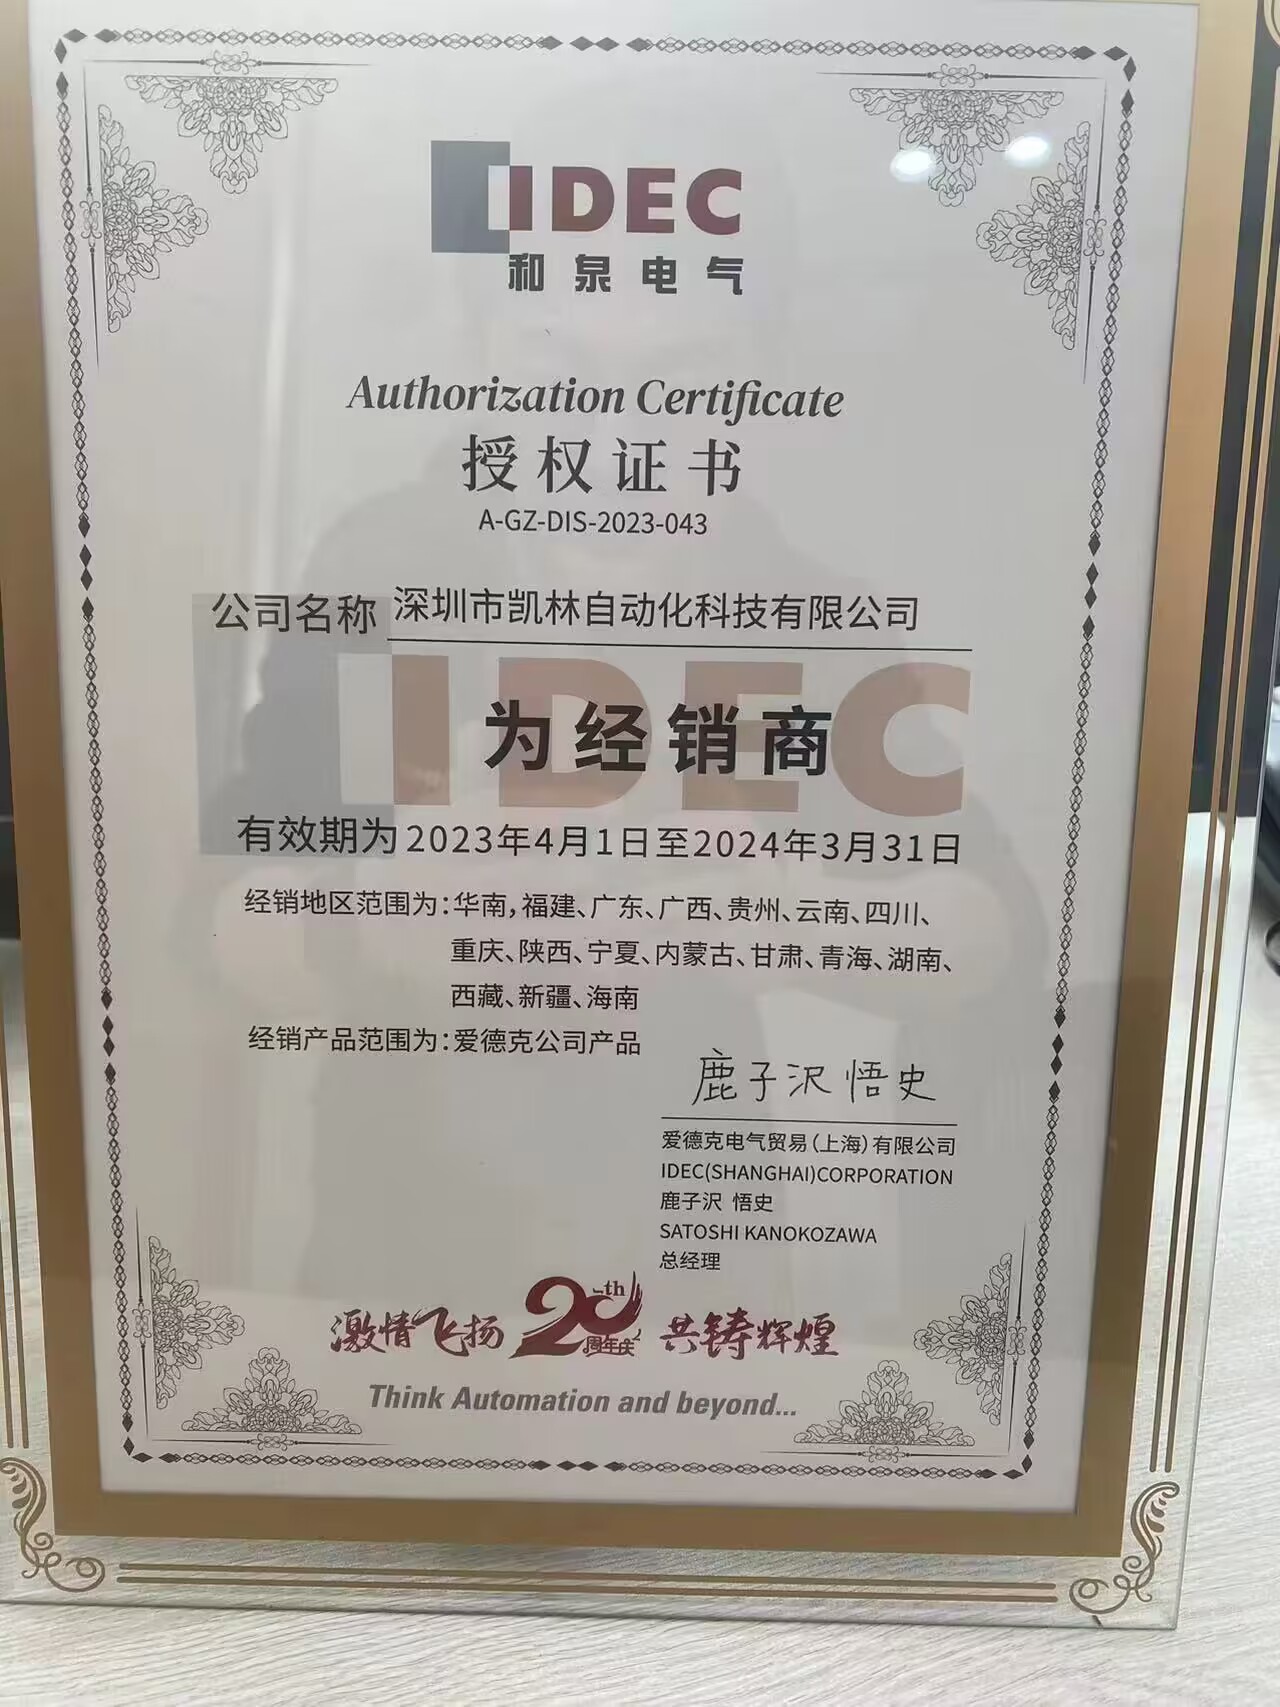 IDEC
和泉电气
Authorization Certificate
授权证书
A-GZ-DIS-2023-043
公司名称 深圳市凯林自动化科技有限公司
IDEC
为经销商
有效期为2023年4月1日至2024年3月31日
经销地区范围为：华南，福建、广东、广西、贵州、云南、四川、
重庆、陕西、宁夏、内蒙古、甘肃、青海、湖南、
西藏、新疆、海南
经销产品范围为：爱德克公司产品
鹿子沢 悟史
爱德克电气贸易（上海）有限公司
IDEC(SHANGHAI)CORPORATION
鹿子沢 悟史
SATOSHI KANOKOZAWA
总经理
激情飞扬 20th 周年庆 共铸辉煌
Think Automation and beyond...